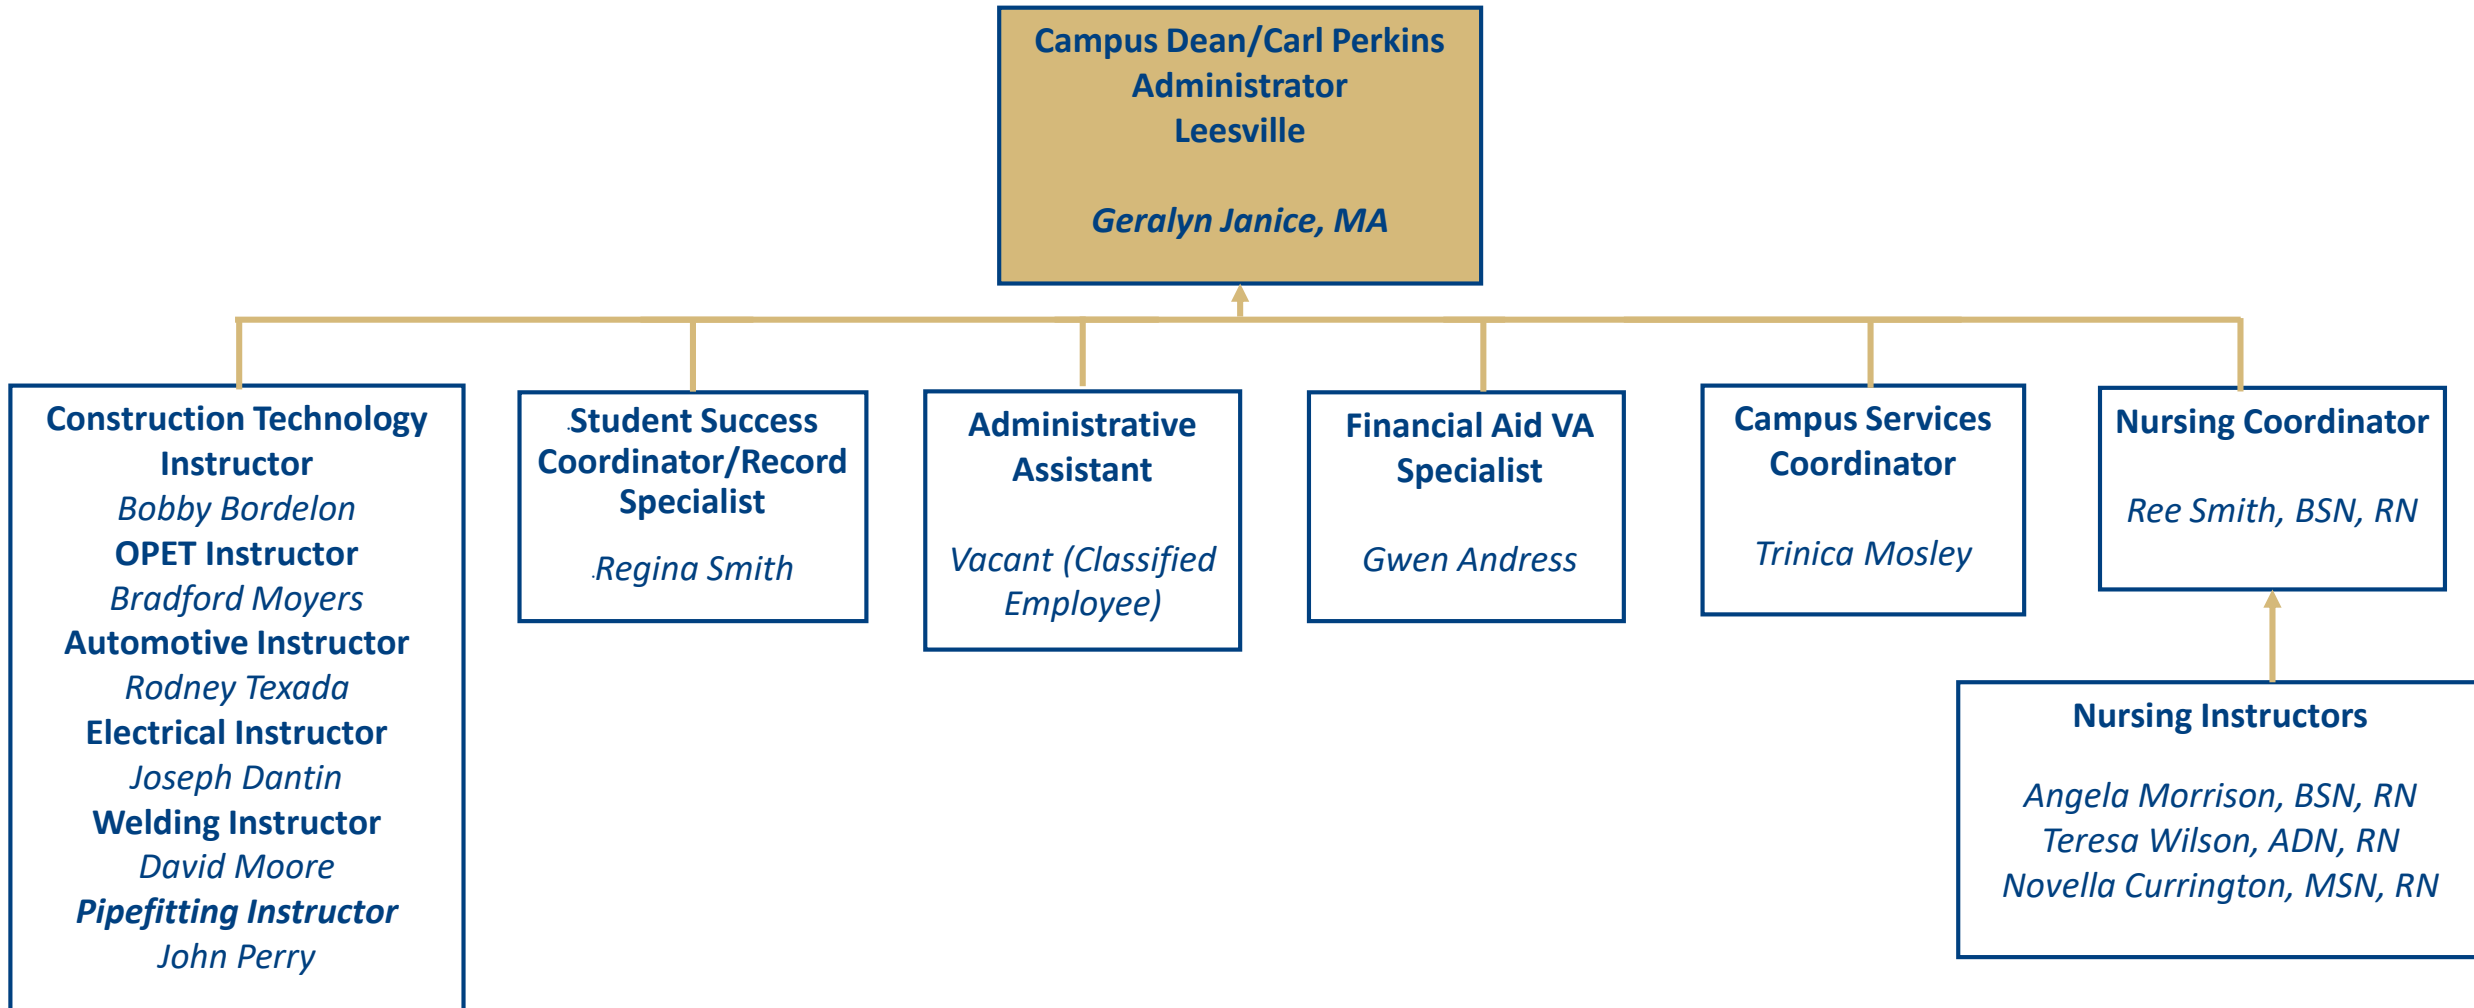 Campus Dean/Carl Perkins
Administrator
Leesville
Geralyn Janice, MA
Construction Technology
Instructor
Bobby Bordelon
OPET Instructor
Bradford Moyers
Automotive Instructor
Rodney Texada
Electrical Instructor
Joseph Dantin
Welding Instructor
David Moore
Pipefitting Instructor
John Perry
.Student Success
Coordinator/Record
Specialist
.Regina Smith
Administrative
Assistant
Vacant (Classified
Employee)
Financial Aid VA
Specialist
Gwen Andress
Campus Services
Coordinator
Trinica Mosley
Nursing Coordinator
Ree Smith, BSN, RN
Nursing Instructors
Angela Morrison, BSN, RN
Teresa Wilson, ADN, RN
Novella Currington, MSN, RN